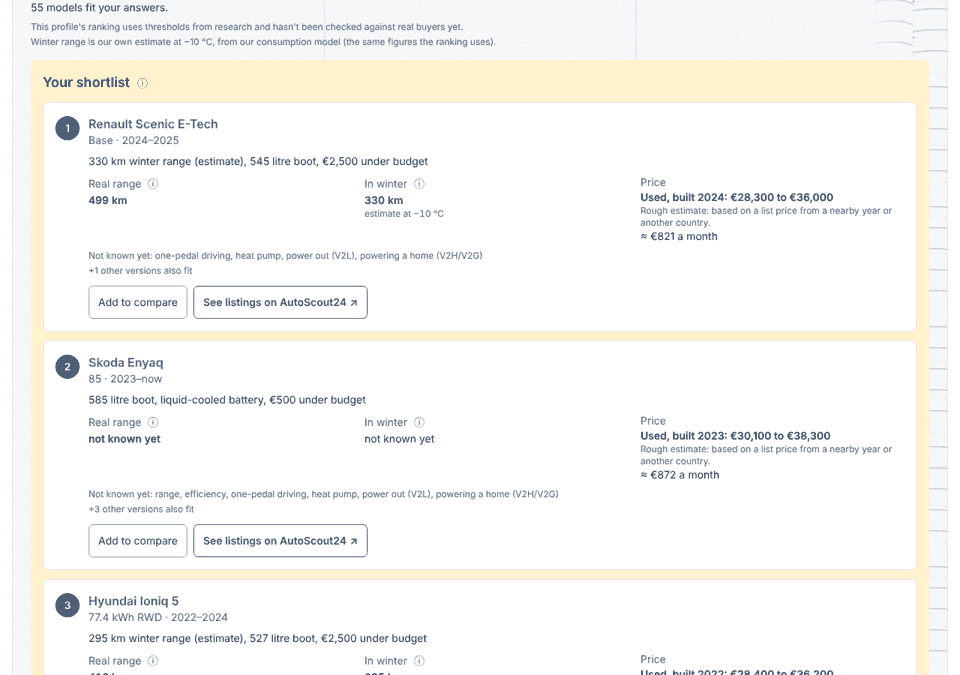 55 models fit your answers.
This profile's ranking uses thresholds from research and hasn't been checked against real buyers yet.
Winter range is our own estimate at −10 °C, from our consumption model (the same figures the ranking uses).
Your shortlist ⓘ
1
Renault Scenic E-Tech
Base · 2024–2025
330 km winter range (estimate), 545 litre boot, €2,500 under budget
Real range ⓘ
499 km
In winter ⓘ
330 km
estimate at −10 °C
Price
Used, built 2024: €28,300 to €36,000
Rough estimate: based on a list price from a nearby year or
another country.
≈ €821 a month
Not known yet: one-pedal driving, heat pump, power out (V2L), powering a home (V2H/V2G)
+1 other versions also fit
Add to compare
See listings on AutoScout24 ↗
2
Skoda Enyaq
85 · 2023–now
585 litre boot, liquid-cooled battery, €500 under budget
Real range ⓘ
not known yet
In winter ⓘ
not known yet
Price
Used, built 2023: €30,100 to €38,300
Rough estimate: based on a list price from a nearby year or
another country.
≈ €872 a month
Not known yet: range, efficiency, one-pedal driving, heat pump, power out (V2L), powering a home (V2H/V2G)
+3 other versions also fit
Add to compare
See listings on AutoScout24 ↗
3
Hyundai Ioniq 5
77.4 kWh RWD · 2022–2024
295 km winter range (estimate), 527 litre boot, €2,500 under budget
Real range ⓘ
In winter ⓘ
Price
Used, built 2022: €28,400 to €36,200